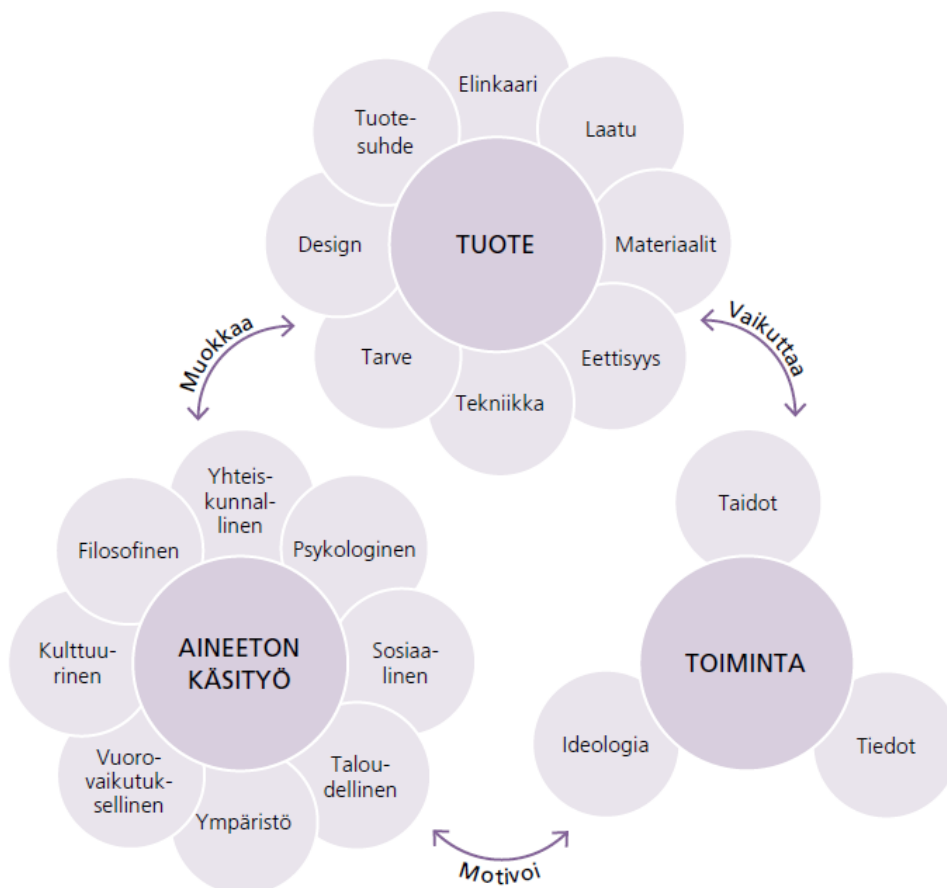 Elinkaari
Laatu
Materiaalit
Eettisyys
Tekniikka
Tarve
Design
Tuote-
suhde
TUOTE
Muokkaa
Vaikuttaa
Yhteis-
kunnal-
linen
Psykologinen
Sosiaa-
linen
Talou-
dellinen
Ympäristö
Vuoro-
vaikutuk-
sellinen
Kulttuu-
rinen
Filosofinen
AINEETON
KÄSITYÖ
Taidot
TOIMINTA
Ideologia
Tiedot
Motivoi